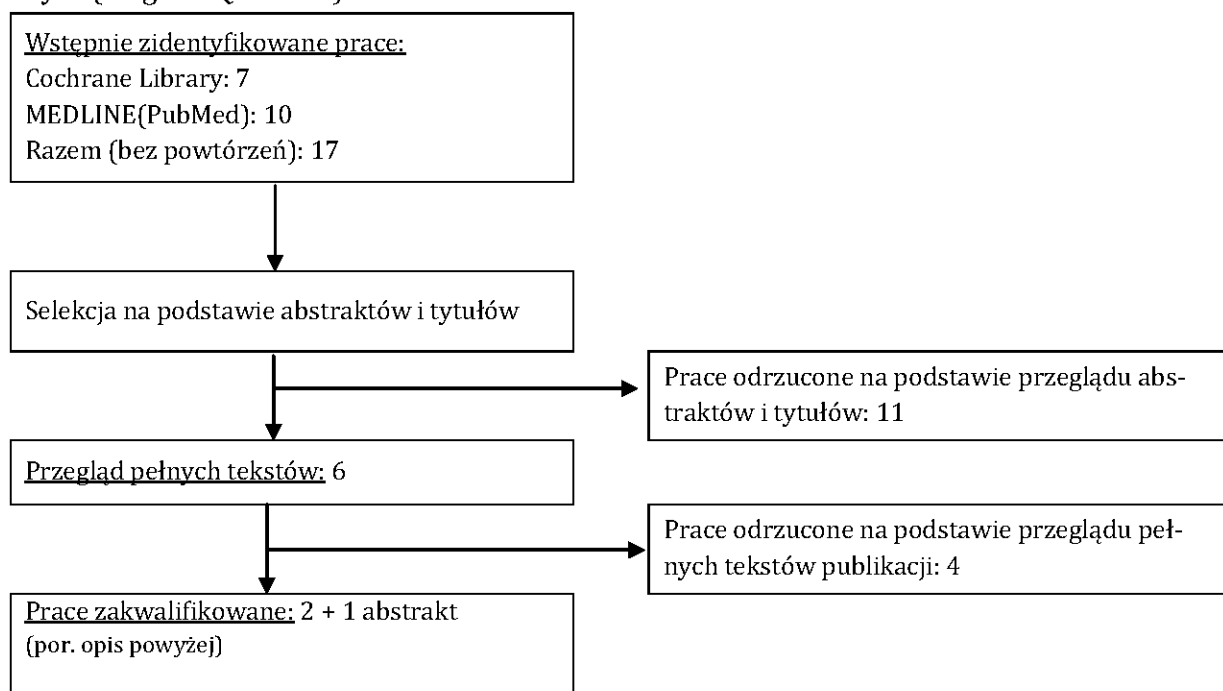 Wstępnie zidentyfikowane prace:
Cochrane Library: 7
MEDLINE(PubMed): 10
Razem (bez powtórzeń): 17
Selekcja na podstawie abstraktów i tytułów
Prace odrzucone na podstawie przeglądu abs-
traktów i tytułów: 11
Przegląd pełnych tekstów: 6
Prace odrzucone na podstawie przeglądu peł-
nych tekstów publikacji: 4
Prace zakwalifikowane: 2 + 1 abstrakt
(por. opis powyżej)